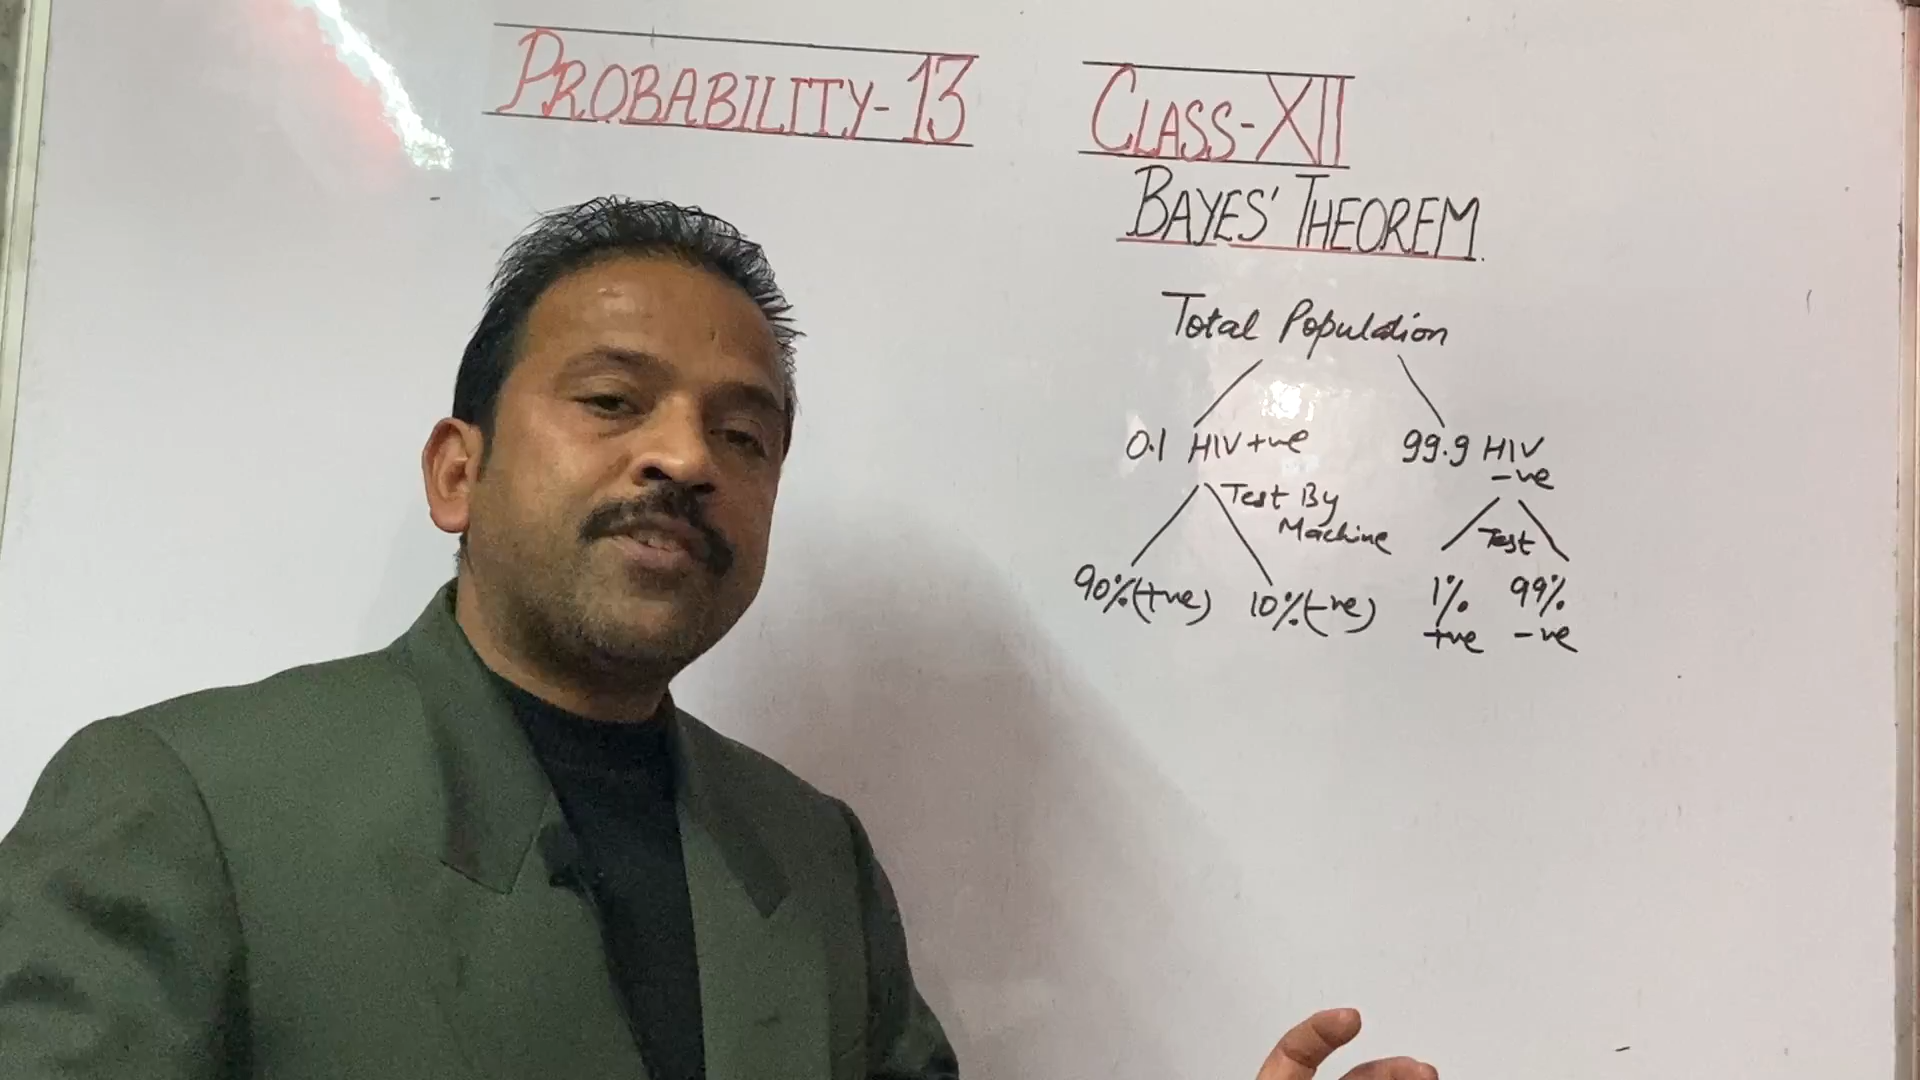 PROBABILITY-13 CLASS-XII
BAYES' THEOREM
Total Population
0.1 HIV+ve 99.9 HIV
-ve
Test By
Machine
Test
90%(+ve) 10%(-ve) 1% 99%
+ve -ve